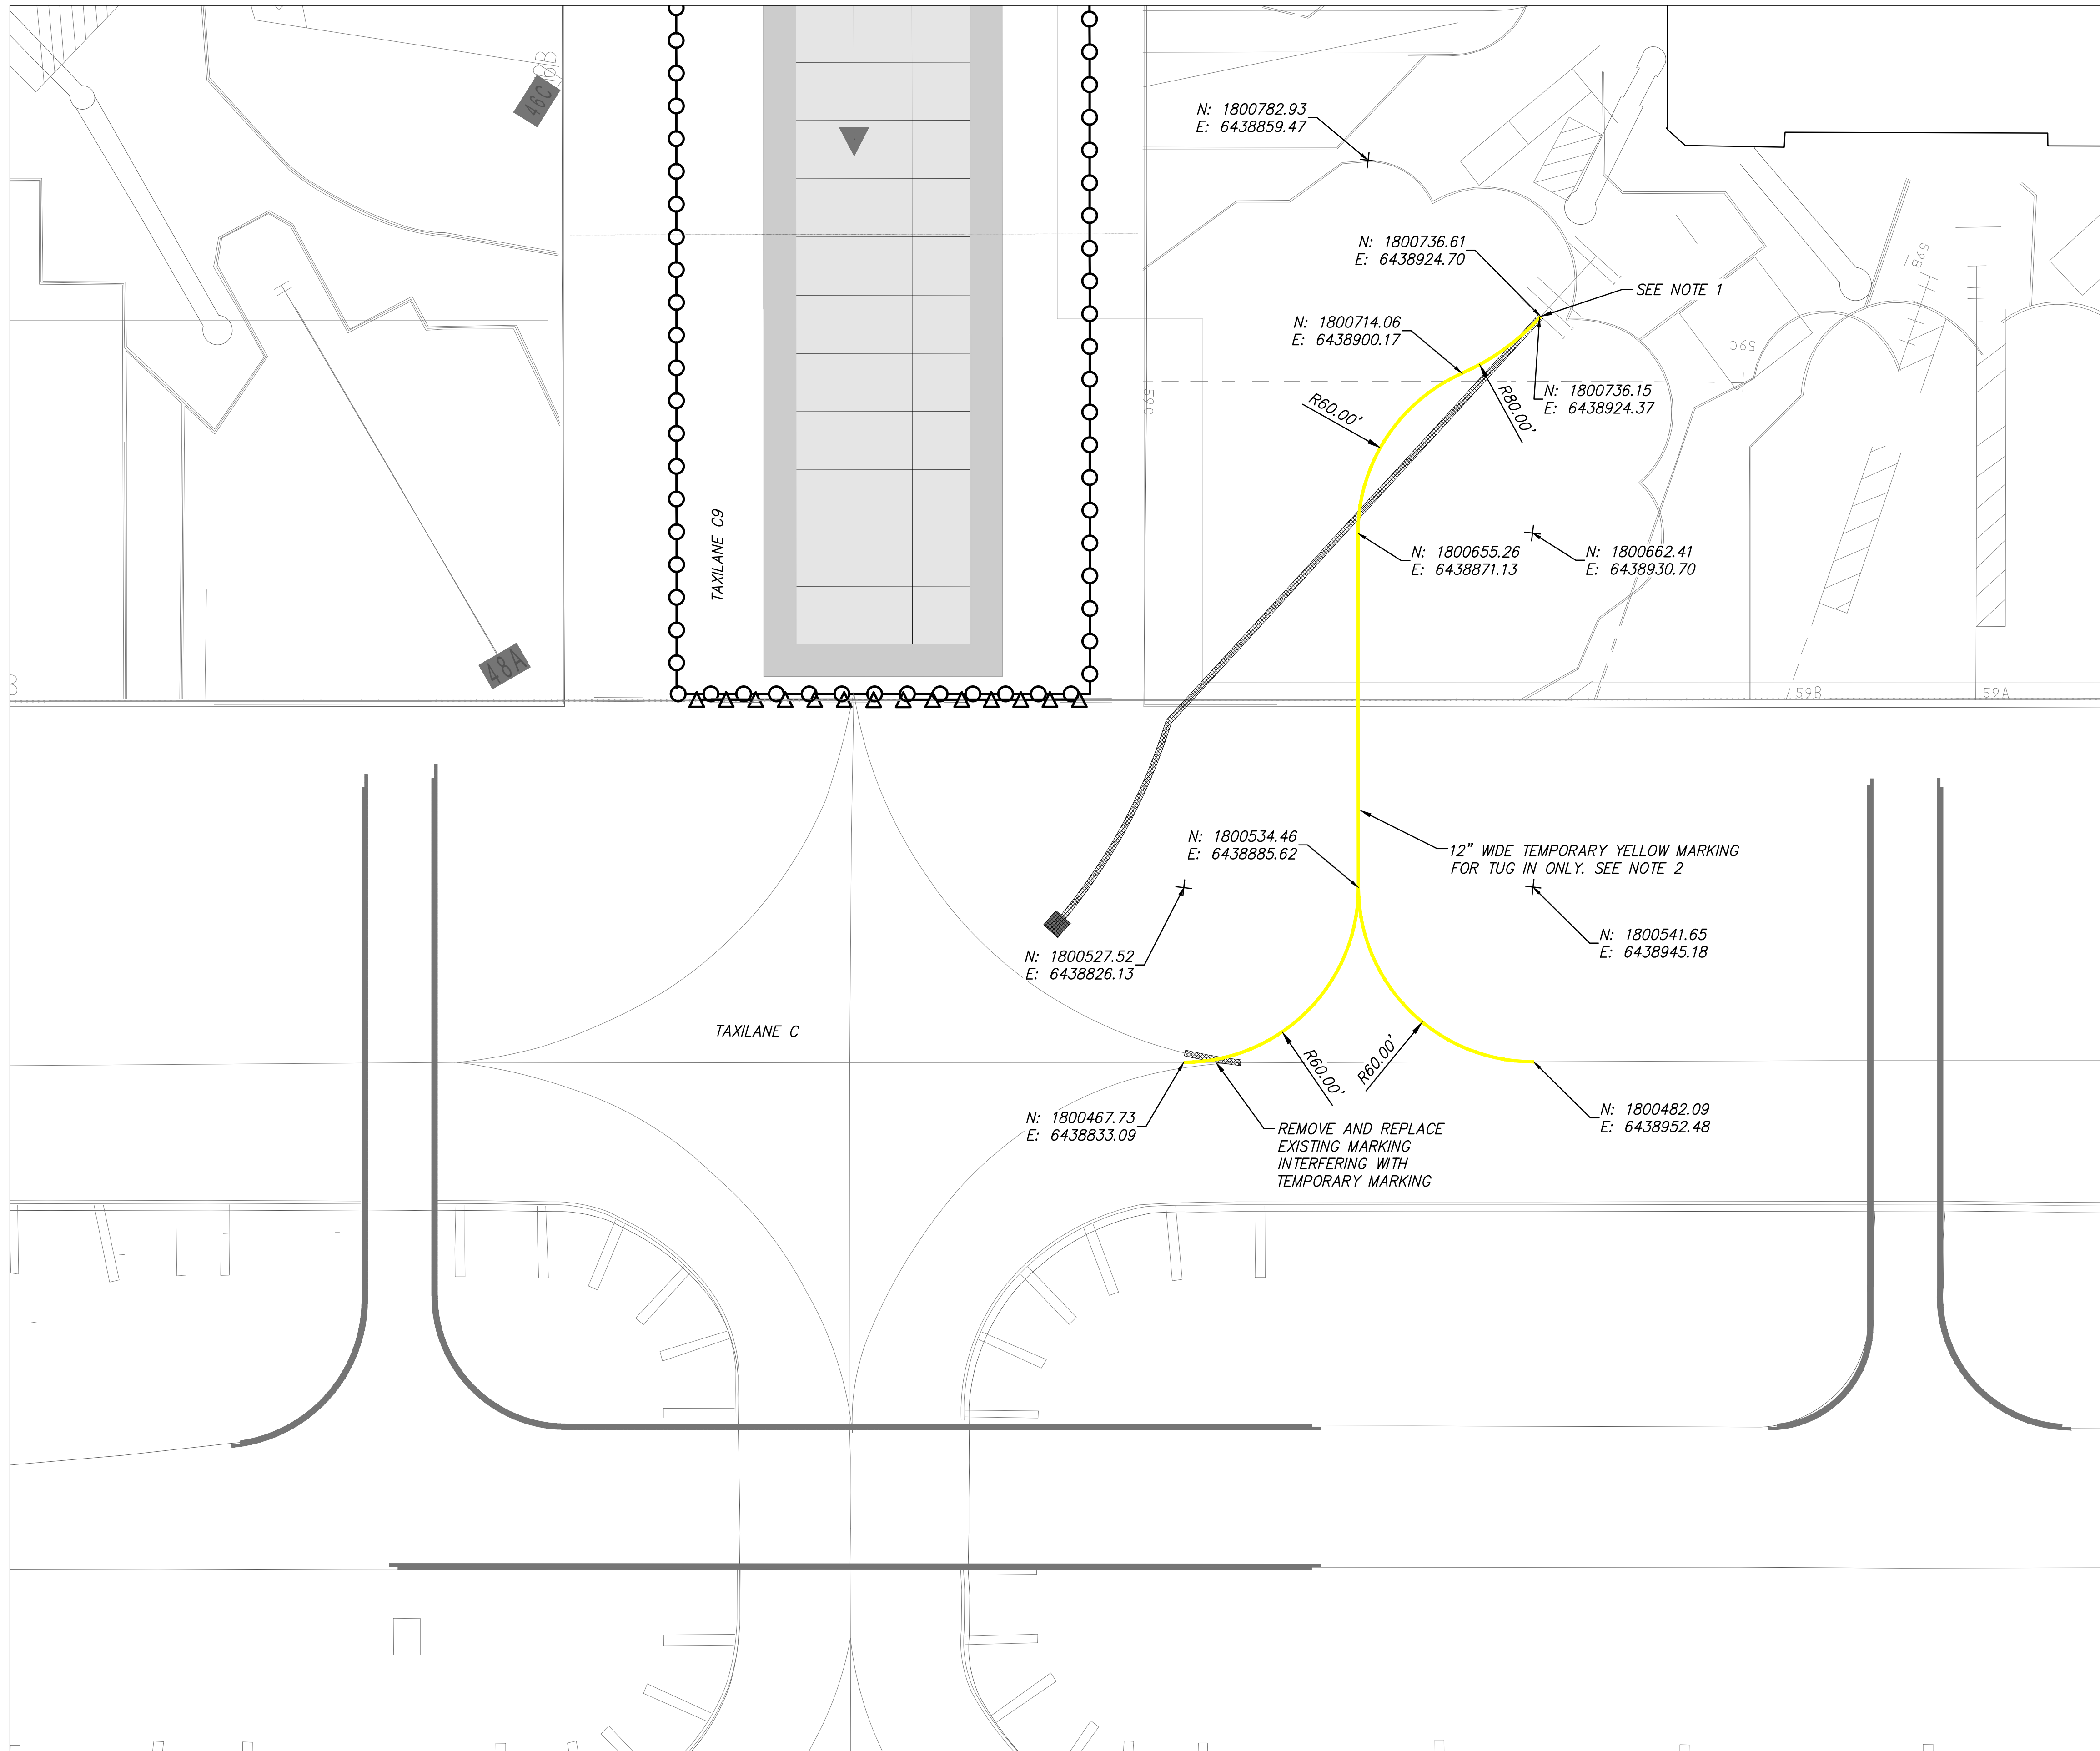 46C
N: 1800782.93
E: 6438859.47
N: 1800736.61
E: 6438924.70
59B
SEE NOTE 1
N: 1800714.06
E: 6438900.17
59C
59C
N: 1800736.15
E: 6438924.37
R60.00'
R80.00'
TAXILANE C9
N: 1800655.26
E: 6438871.13
N: 1800662.41
E: 6438930.70
48A
59B
59A
N: 1800534.46
E: 6438885.62
12" WIDE TEMPORARY YELLOW MARKING
FOR TUG IN ONLY. SEE NOTE 2
N: 1800527.52
E: 6438826.13
N: 1800541.65
E: 6438945.18
TAXILANE C
R60.00'
R60.00'
N: 1800467.73
E: 6438833.09
REMOVE AND REPLACE
EXISTING MARKING
INTERFERING WITH
TEMPORARY MARKING
N: 1800482.09
E: 6438952.48